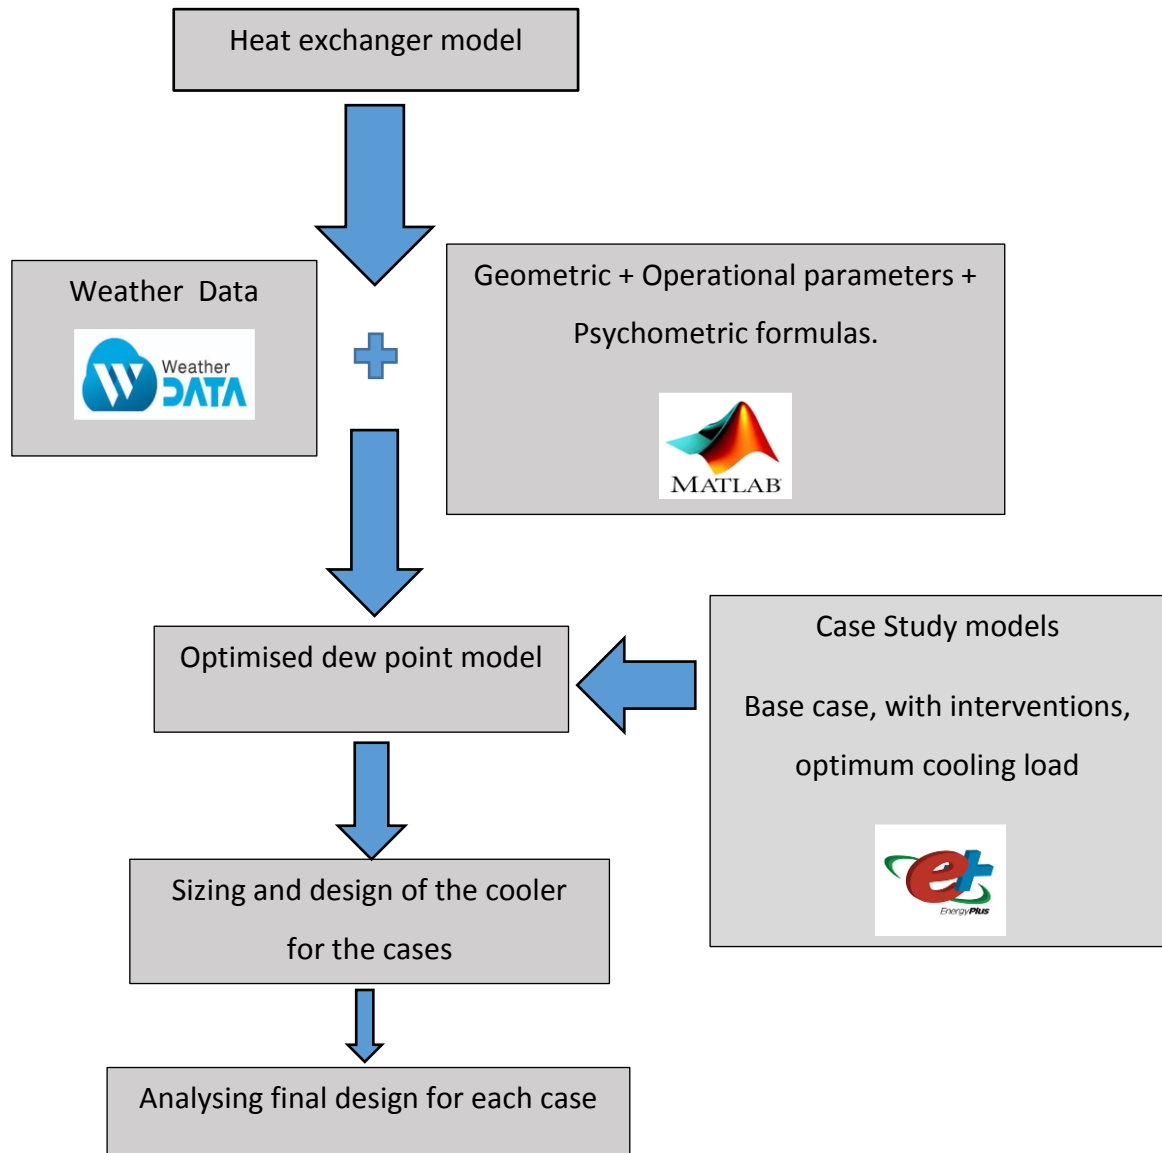 Heat exchanger model
Weather Data
Weather
DATA
W
Geometric + Operational parameters +
Psychometric formulas.
MATLAB
Optimised dew point model
Case Study models
Base case, with interventions,
optimum cooling load
e+
EnergyPlus
Sizing and design of the cooler
for the cases
Analysing final design for each case